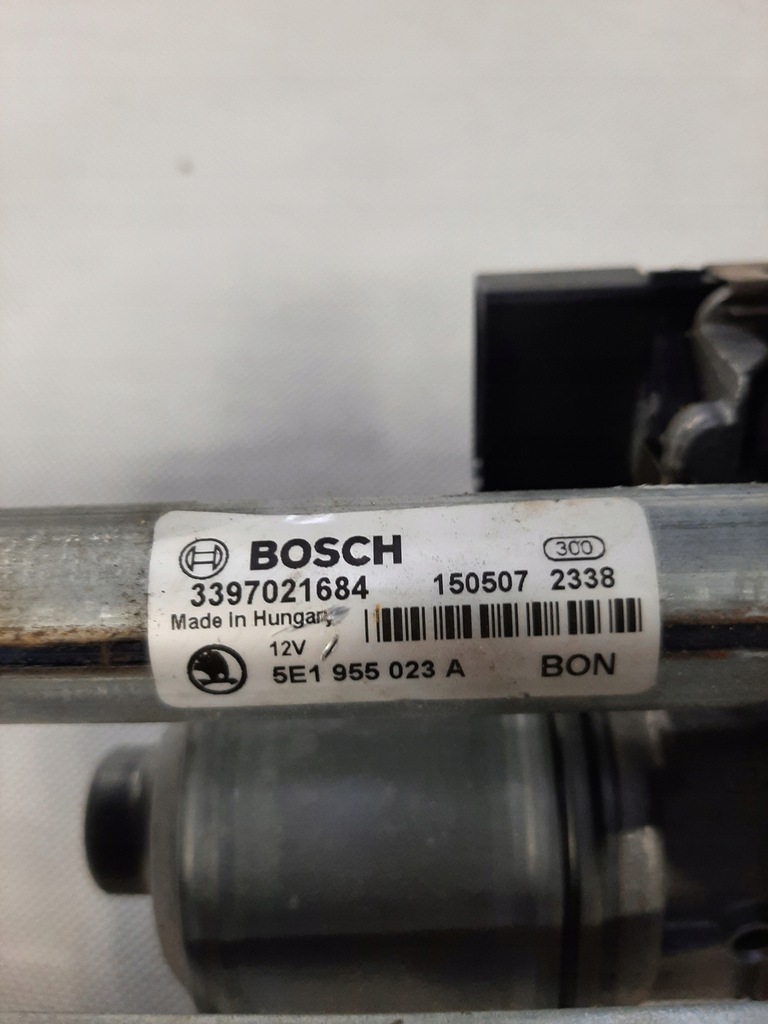 BOSCH 300
3397021684 150507 2338
Made in Hungary
12V
5E1 955 023 A BON